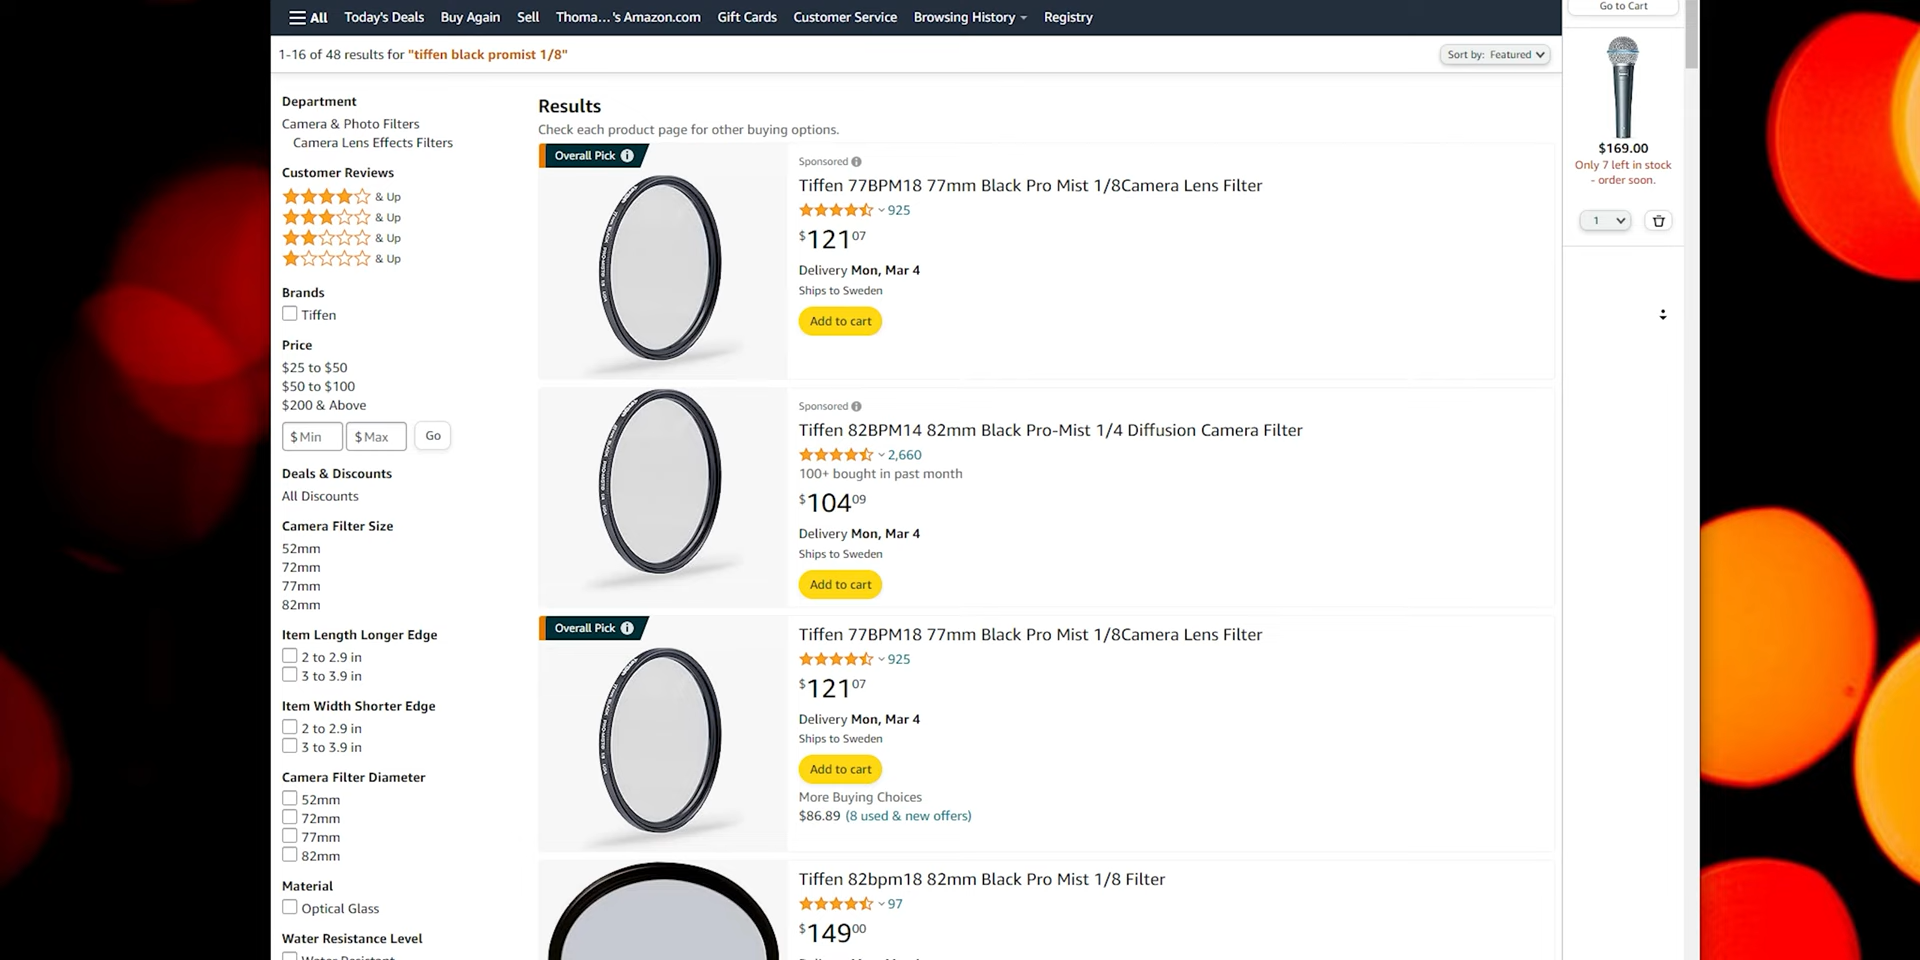 All
Today's Deals
Buy Again
Sell
Thoma... 's Amazon.com
Gift Cards
Customer Service
Browsing History
Registry
Go to Cart
1-16 of 48 results for "tiffen black promist 1/8"
Sort by: Featured
$169.00
Only 7 left in stock
- order soon.
1
Department
Camera & Photo Filters
Camera Lens Effects Filters
Customer Reviews
& Up
& Up
& Up
& Up
Brands
Tiffen
Price
$25 to $50
$50 to $100
$200 & Above
$ Min
$ Max
Go
Deals & Discounts
All Discounts
Camera Filter Size
52mm
72mm
77mm
82mm
Item Length Longer Edge
2 to 2.9 in
3 to 3.9 in
Item Width Shorter Edge
2 to 2.9 in
3 to 3.9 in
Camera Filter Diameter
52mm
72mm
77mm
82mm
Material
Optical Glass
Water Resistance Level
Results
Check each product page for other buying options.
Overall Pick
Sponsored
Tiffen 77BPM18 77mm Black Pro Mist 1/8Camera Lens Filter
925
$12107
Delivery Mon, Mar 4
Ships to Sweden
Add to cart
Sponsored
Tiffen 82BPM14 82mm Black Pro-Mist 1/4 Diffusion Camera Filter
2,660
100+ bought in past month
$10409
Delivery Mon, Mar 4
Ships to Sweden
Add to cart
Overall Pick
Tiffen 77BPM18 77mm Black Pro Mist 1/8Camera Lens Filter
925
$12107
Delivery Mon, Mar 4
Ships to Sweden
Add to cart
More Buying Choices
$86.89 (8 used & new offers)
Tiffen 82bpm18 82mm Black Pro Mist 1/8 Filter
97
$14900